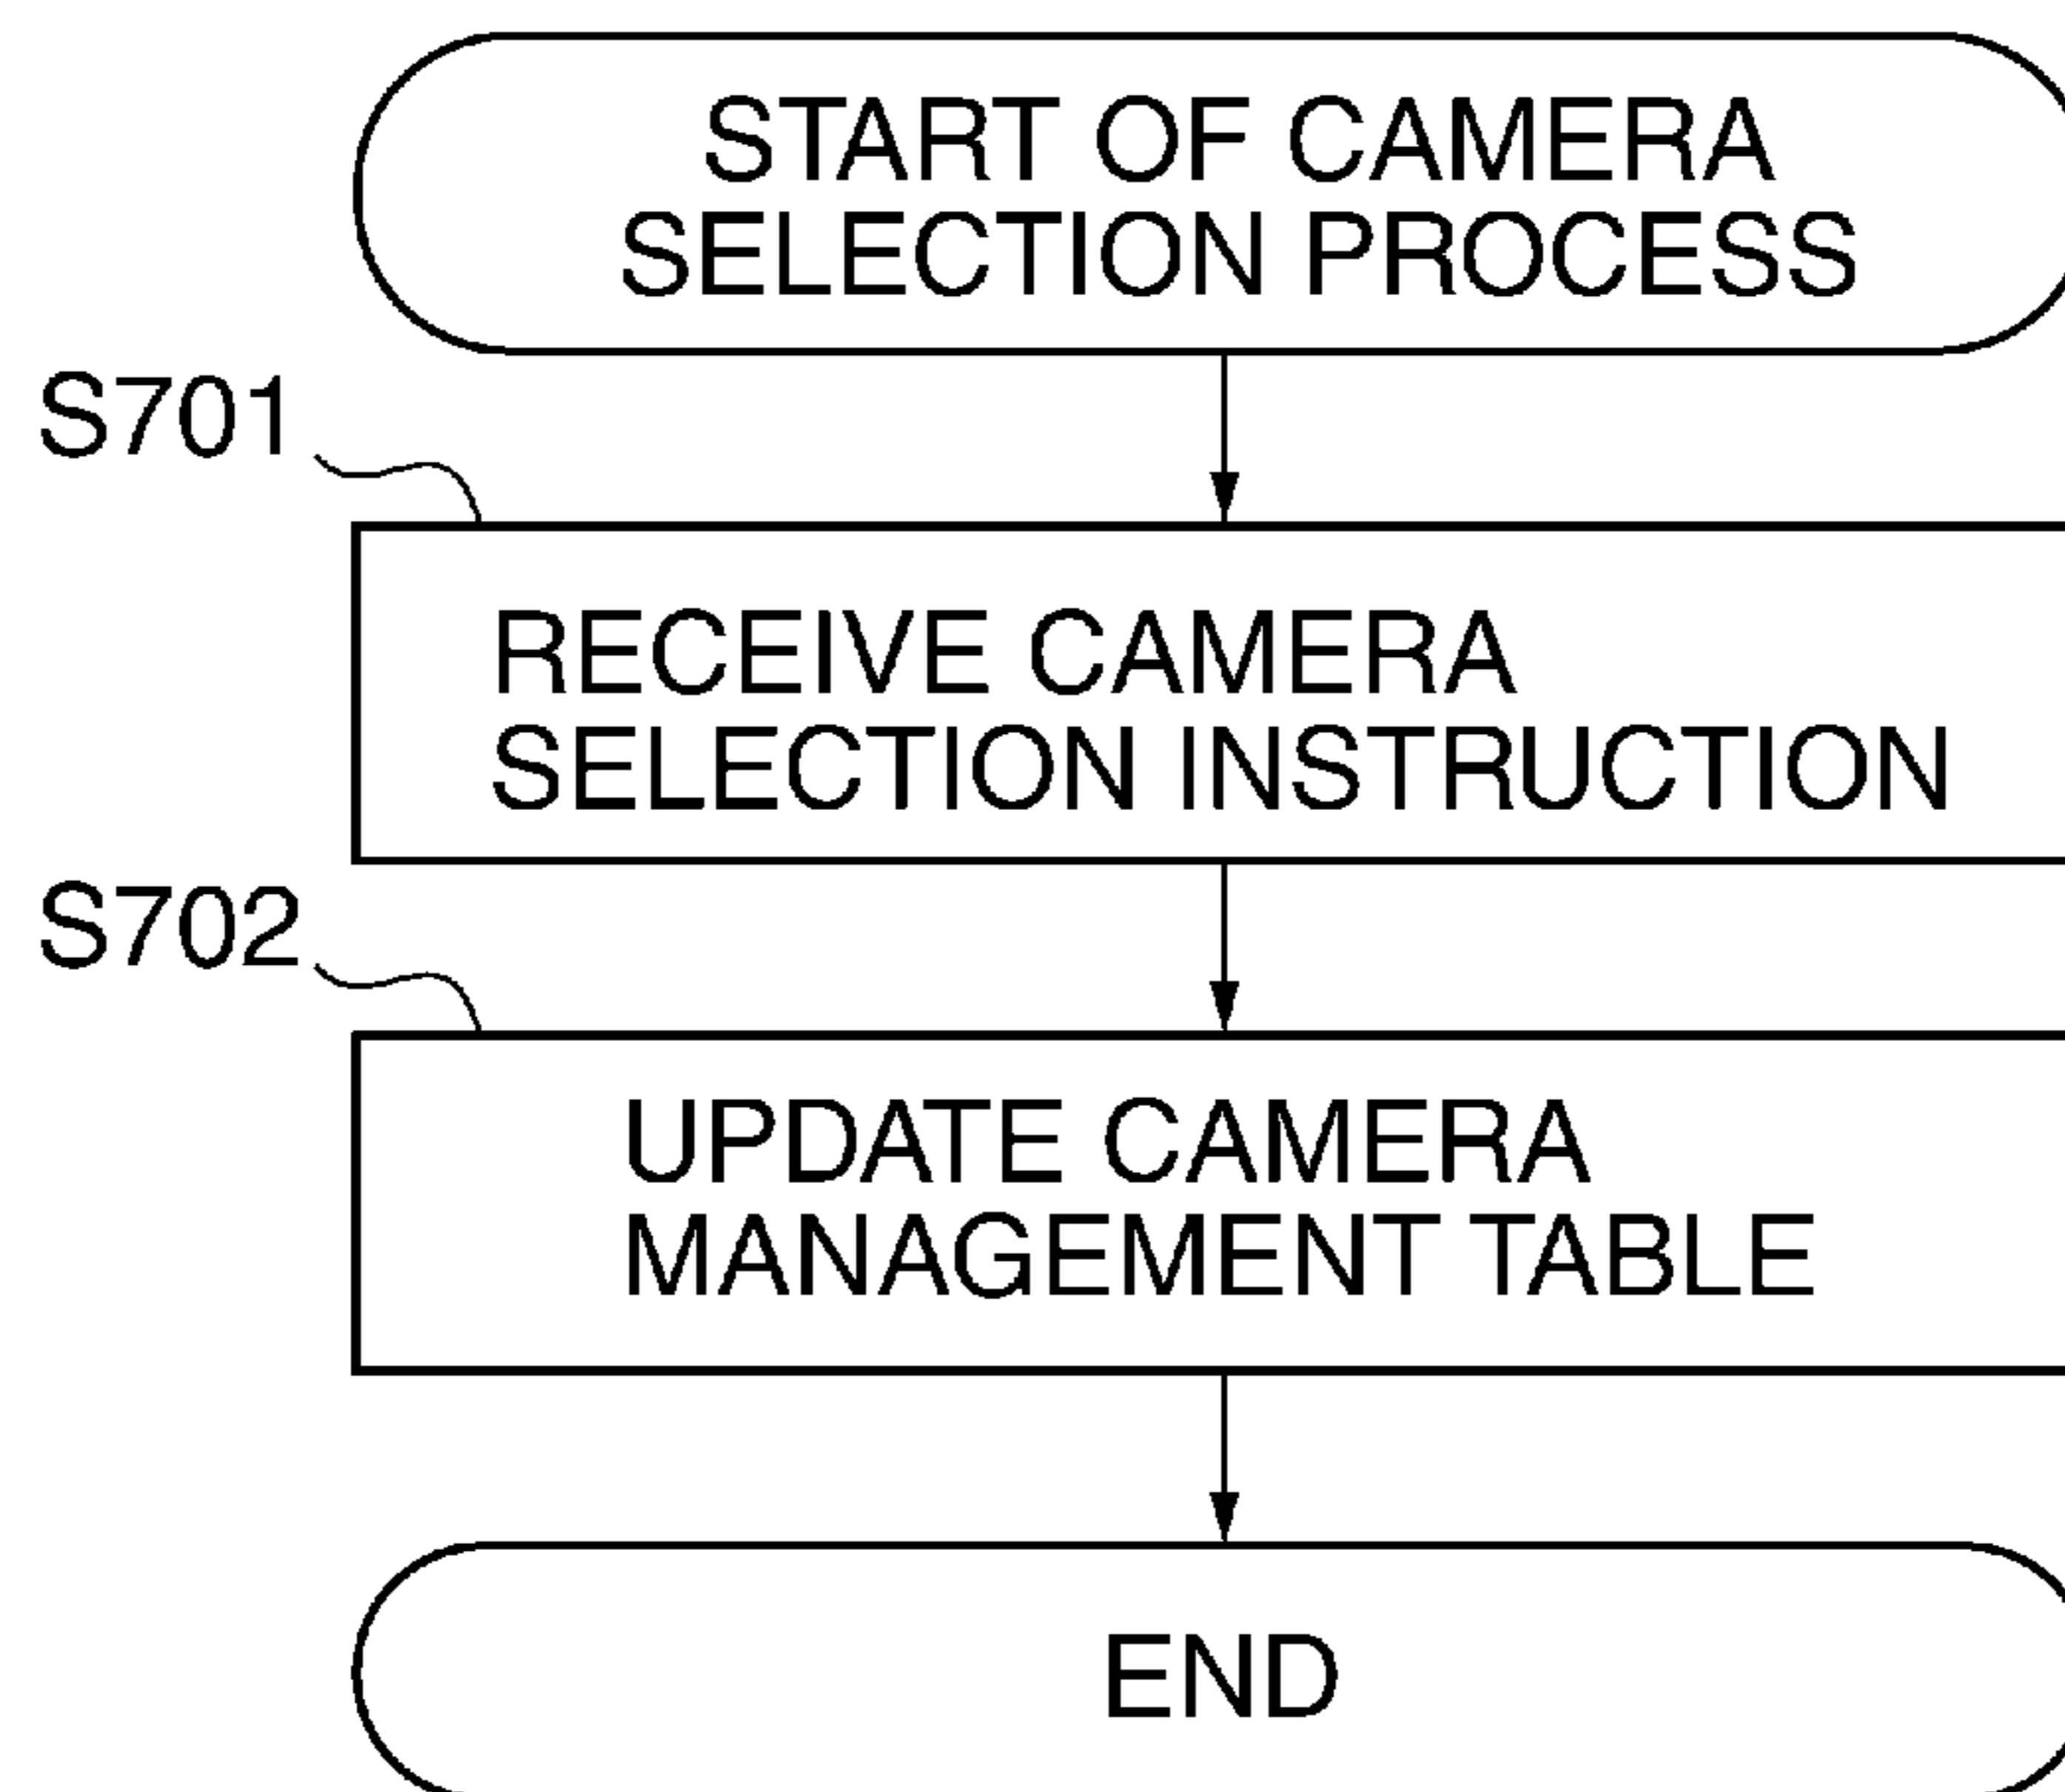 START OF CAMERA
SELECTION PROCESS
S701
RECEIVE CAMERA
SELECTION INSTRUCTION
S702
UPDATE CAMERA
MANAGEMENT TABLE
END